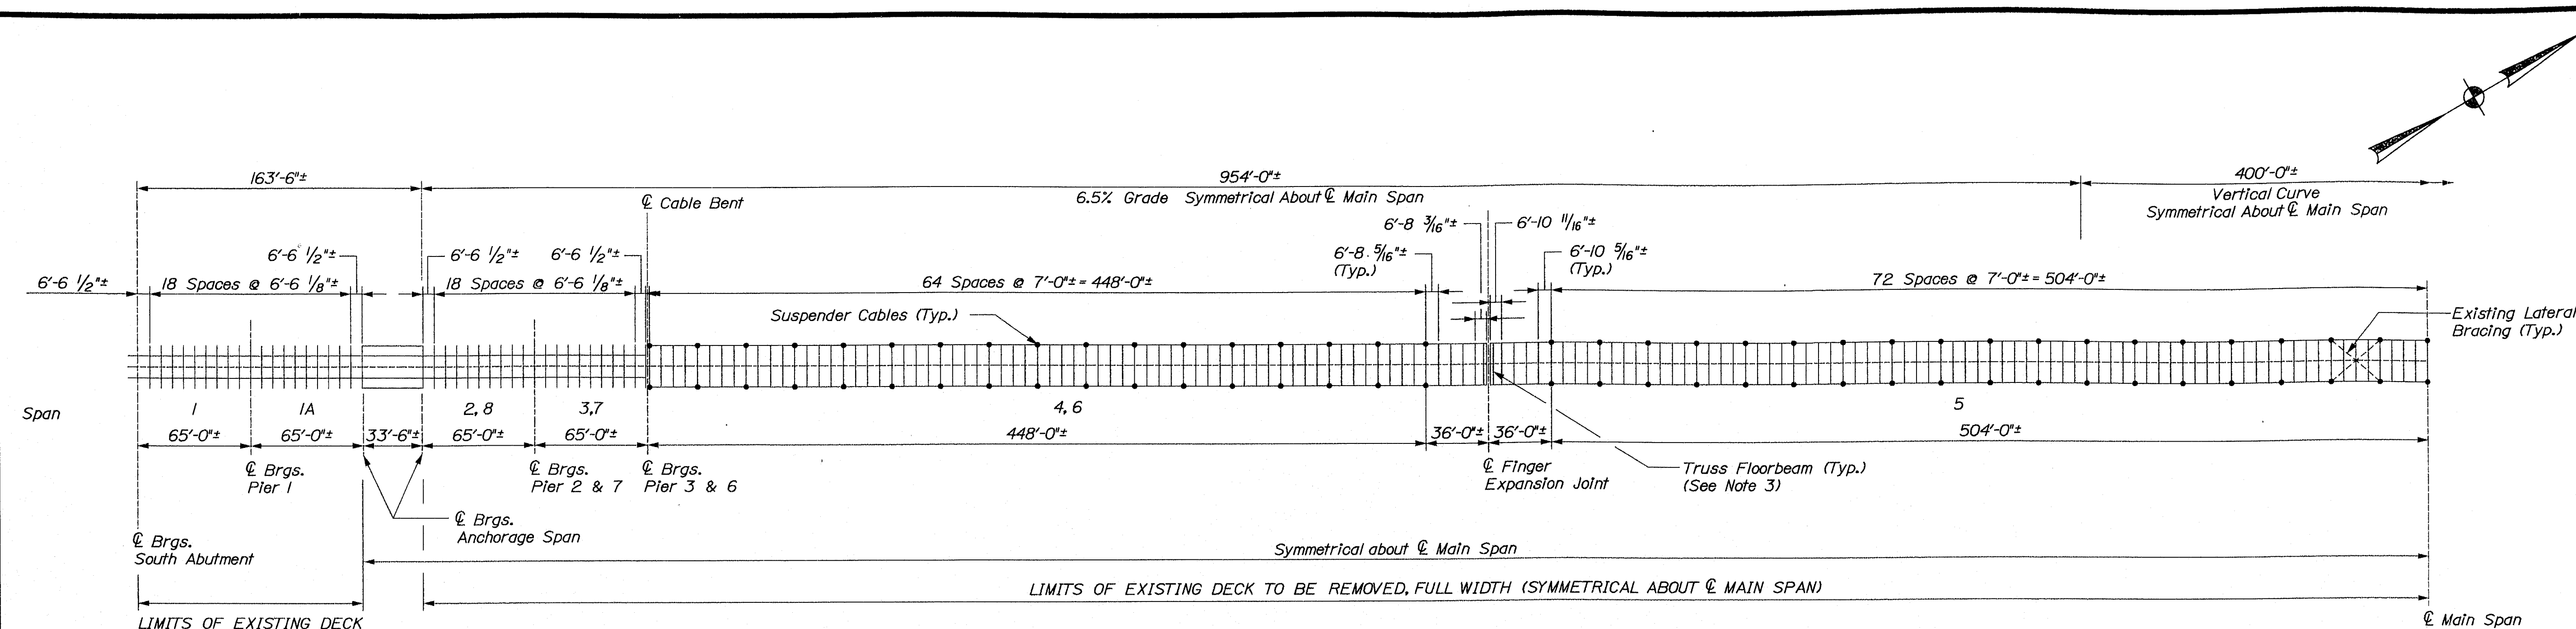 163'-6"±
954'-0"±
400'-0"±
6.5% Grade Symmetrical About ℄ Main Span
Vertical Curve
Symmetrical About ℄ Main Span
℄ Cable Bent
6'-8 3/16"±
6'-10 11/16"±
6'-6 1/2"±
6'-6 1/2"±
6'-6 1/2"±
6'-8 5/16"±
(Typ.)
6'-10 5/16"±
(Typ.)
6'-6 1/2"±
18 Spaces @ 6'-6 1/8"±
18 Spaces @ 6'-6 1/8"±
64 Spaces @ 7'-0"± = 448'-0"±
72 Spaces @ 7'-0"± = 504'-0"±
Suspender Cables (Typ.)
Existing Lateral
Bracing (Typ.)
Span
1
1A
2, 8
3,7
4, 6
5
65'-0"±
65'-0"±
33'-6"±
65'-0"±
65'-0"±
448'-0"±
36'-0"±
36'-0"±
504'-0"±
℄ Brgs.
Pier 1
℄ Brgs.
Pier 2 & 7
℄ Brgs.
Pier 3 & 6
℄ Finger
Expansion Joint
Truss Floorbeam (Typ.)
(See Note 3)
℄ Brgs.
Anchorage Span
℄ Brgs.
South Abutment
Symmetrical about ℄ Main Span
LIMITS OF EXISTING DECK TO BE REMOVED, FULL WIDTH (SYMMETRICAL ABOUT ℄ MAIN SPAN)
LIMITS OF EXISTING DECK
℄ Main Span